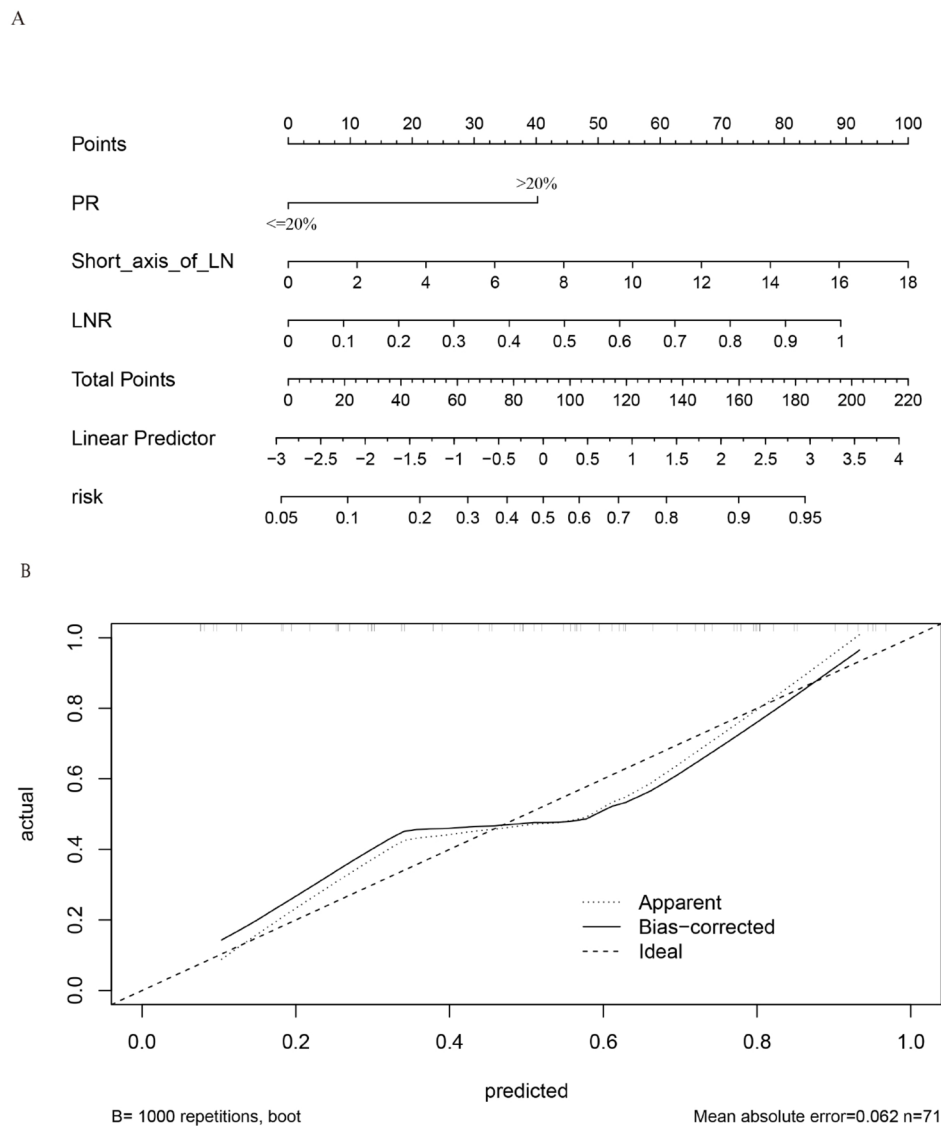 A
0 10 20 30 40 50 60 70 80 90 100
Points
>20%
PR
<=20%
Short_axis_of_LN
0 2 4 6 8 10 12 14 16 18
LNR
0 0.1 0.2 0.3 0.4 0.5 0.6 0.7 0.8 0.9 1
Total Points
0 20 40 60 80 100 120 140 160 180 200 220
Linear Predictor
−3 −2.5 −2 −1.5 −1 −0.5 0 0.5 1 1.5 2 2.5 3 3.5 4
risk
0.05 0.1 0.2 0.3 0.4 0.5 0.6 0.7 0.8 0.9 0.95
B
1.0
0.8
0.6
actual
0.4
0.2
0.0
Apparent
Bias−corrected
Ideal
0.0 0.2 0.4 0.6 0.8 1.0
predicted
B= 1000 repetitions, boot
Mean absolute error=0.062 n=71